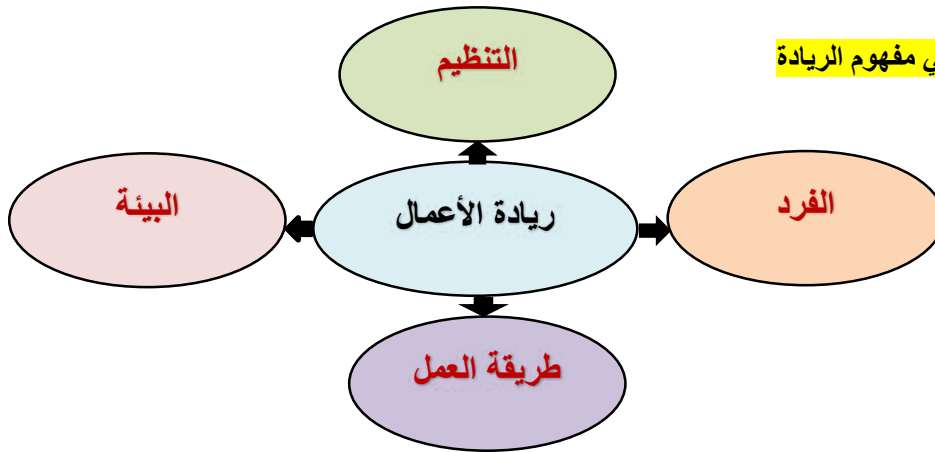 مفهوم الريادة
التنظيم
الفرد
ريادة الأعمال
البيئة
طريقة العمل